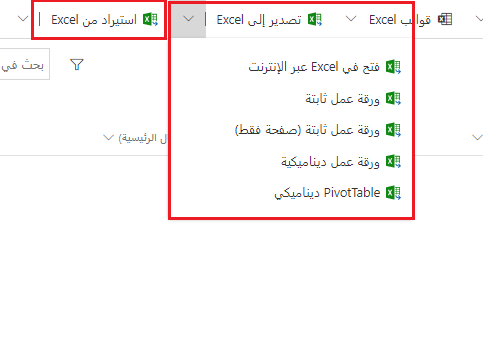 قوالب Excel
تصدير إلى Excel
استيراد من Excel
فتح في Excel عبر الإنترنت
بحث في
ورقة عمل ثابتة
ورقة عمل ثابتة (صفحة فقط)
ل الرئيسية)
ورقة عمل ديناميكية
PivotTable ديناميكي